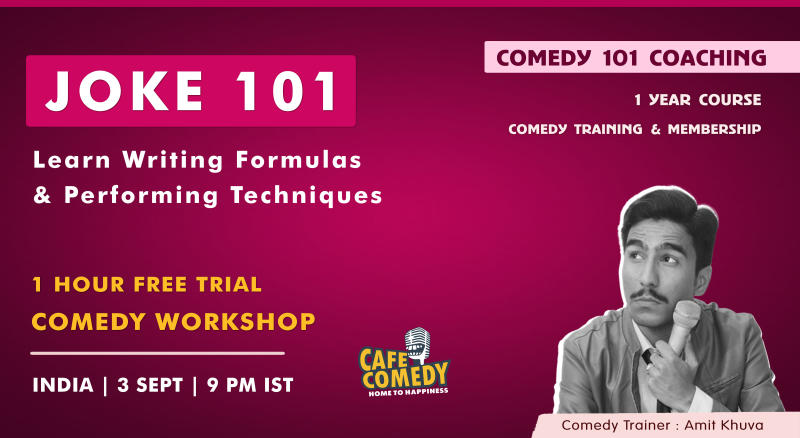 JOKE 101
Learn Writing Formulas
& Performing Techniques
1 HOUR FREE TRIAL
COMEDY WORKSHOP
INDIA | 3 SEPT | 9 PM IST
CAFE
COMEDY
HOME TO HAPPINESS
COMEDY 101 COACHING
1 YEAR COURSE
COMEDY TRAINING & MEMBERSHIP
Comedy Trainer : Amit Khuva